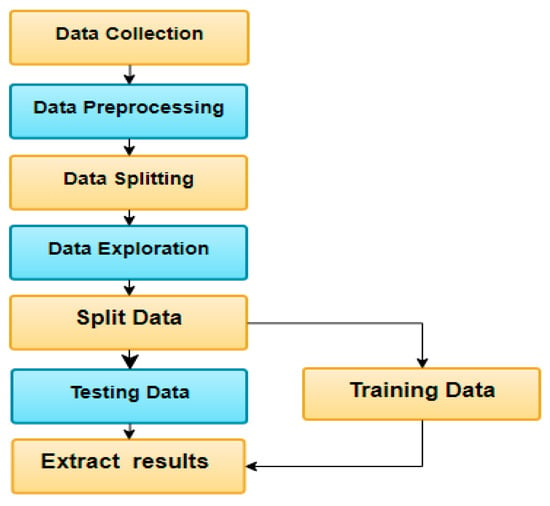 Data Collection
Data Preprocessing
Data Splitting
Data Exploration
Split Data
Testing Data
Training Data
Extract results